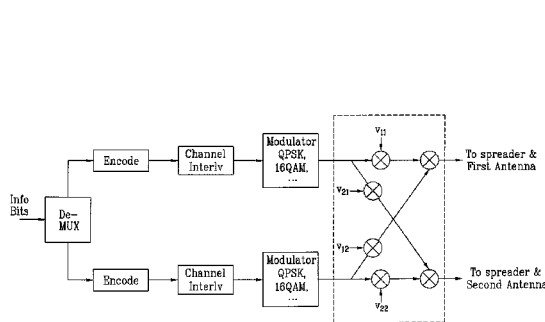 Info
Bits
De-
MUX
Encode
Channel
Interlv
Modulator
QPSK,
16QAM,
...
v11
v21
To spreader &
First Antenna
Encode
Channel
Interlv
Modulator
QPSK,
16QAM,
...
v12
v22
To spreader &
Second Antenna